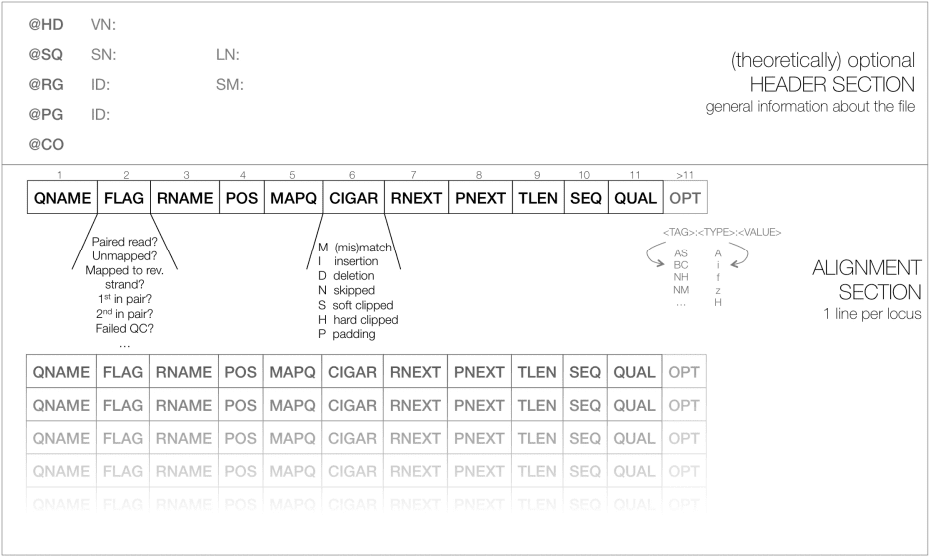 @HD VN:
@SQ SN: LN:
@RG ID: SM:
@PG ID:
@CO
(theoretically) optional
HEADER SECTION
general information about the file
1 2 3 4 5 6 7 8 9 10 11 >11
QNAME FLAG RNAME POS MAPQ CIGAR RNEXT PNEXT TLEN SEQ QUAL OPT
Paired read?
Unmapped?
Mapped to rev.
strand?
1st in pair?
2nd in pair?
Failed QC?
...
M (mis)match
I insertion
D deletion
N skipped
S soft clipped
H hard clipped
P padding
<TAG>:<TYPE>:<VALUE>
AS A
BC i
NH f
NM z
... H
ALIGNMENT
SECTION
1 line per locus
QNAME FLAG RNAME POS MAPQ CIGAR RNEXT PNEXT TLEN SEQ QUAL OPT
QNAME FLAG RNAME POS MAPQ CIGAR RNEXT PNEXT TLEN SEQ QUAL OPT
QNAME FLAG RNAME POS MAPQ CIGAR RNEXT PNEXT TLEN SEQ QUAL OPT
QNAME FLAG RNAME POS MAPQ CIGAR RNEXT PNEXT TLEN SEQ QUAL OPT
QNAME FLAG RNAME POS MAPQ CIGAR RNEXT PNEXT TLEN SEQ QUAL OPT